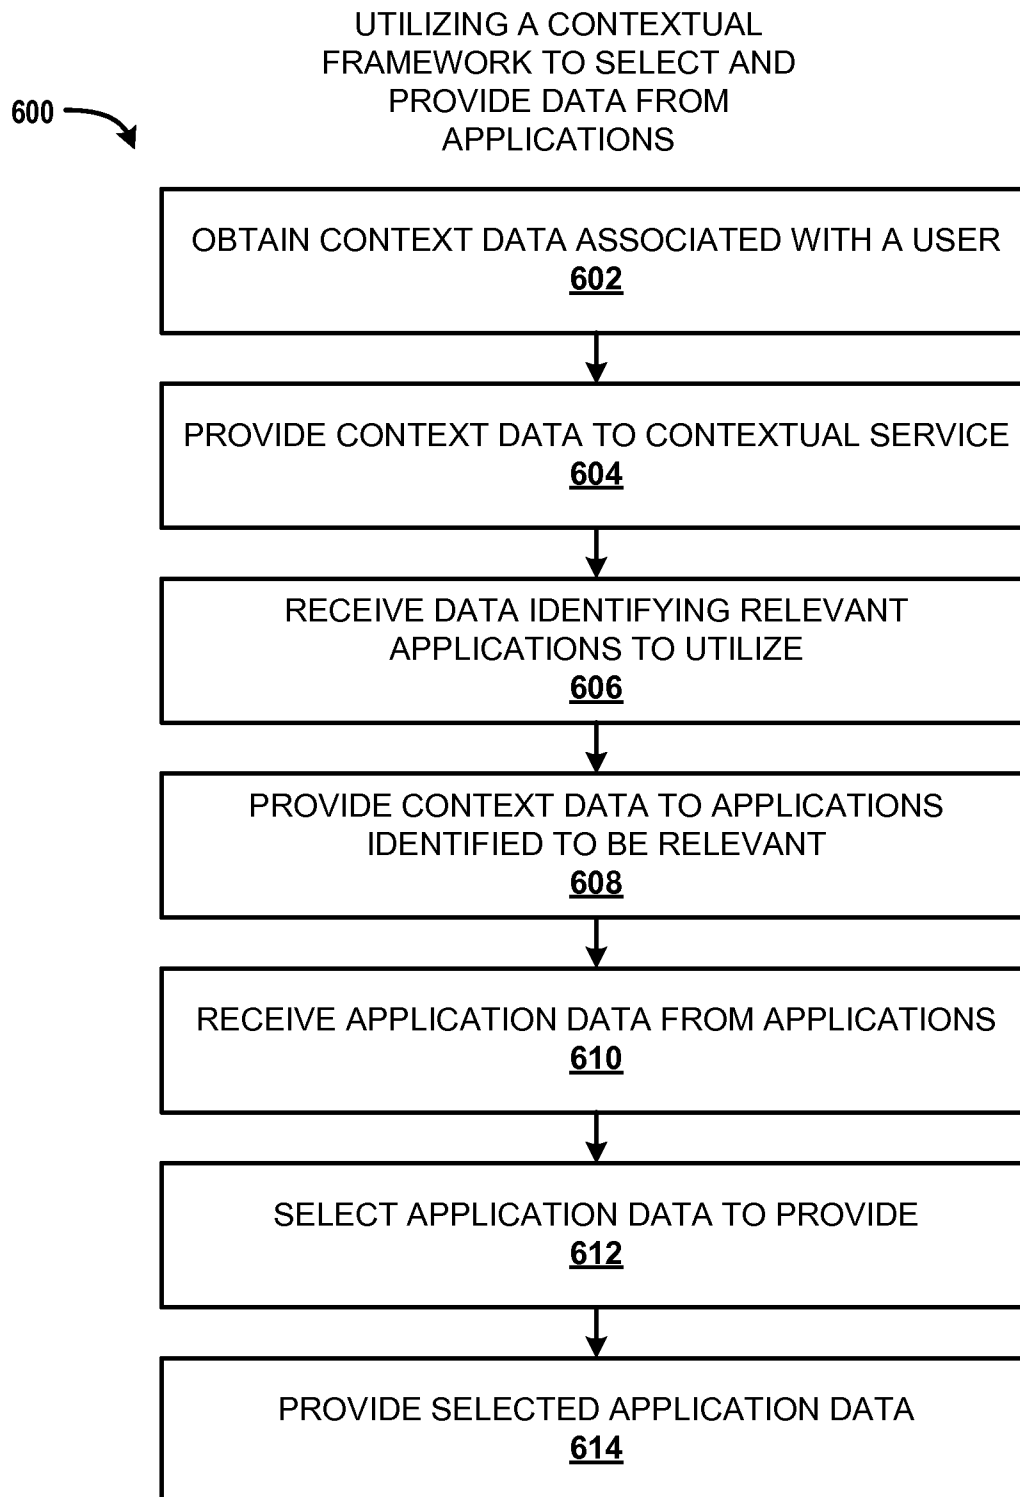 UTILIZING A CONTEXTUAL
FRAMEWORK TO SELECT AND
PROVIDE DATA FROM
APPLICATIONS
600
OBTAIN CONTEXT DATA ASSOCIATED WITH A USER
602
PROVIDE CONTEXT DATA TO CONTEXTUAL SERVICE
604
RECEIVE DATA IDENTIFYING RELEVANT
APPLICATIONS TO UTILIZE
606
PROVIDE CONTEXT DATA TO APPLICATIONS
IDENTIFIED TO BE RELEVANT
608
RECEIVE APPLICATION DATA FROM APPLICATIONS
610
SELECT APPLICATION DATA TO PROVIDE
612
PROVIDE SELECTED APPLICATION DATA
614